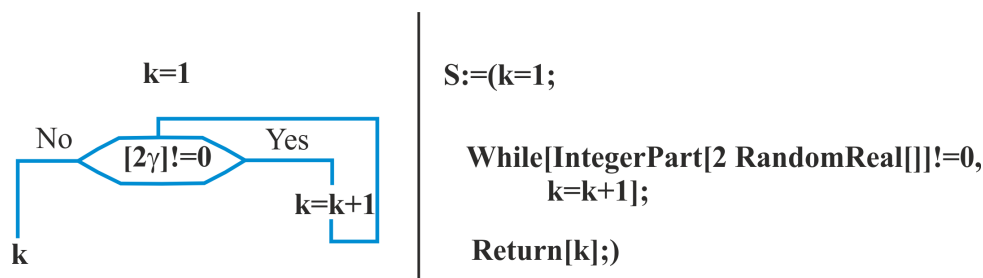 k=1
No
[2γ]!=0
Yes
k=k+1
k
S:=(k=1;
While[IntegerPart[2 RandomReal[]]!=0,
k=k+1];
Return[k];)